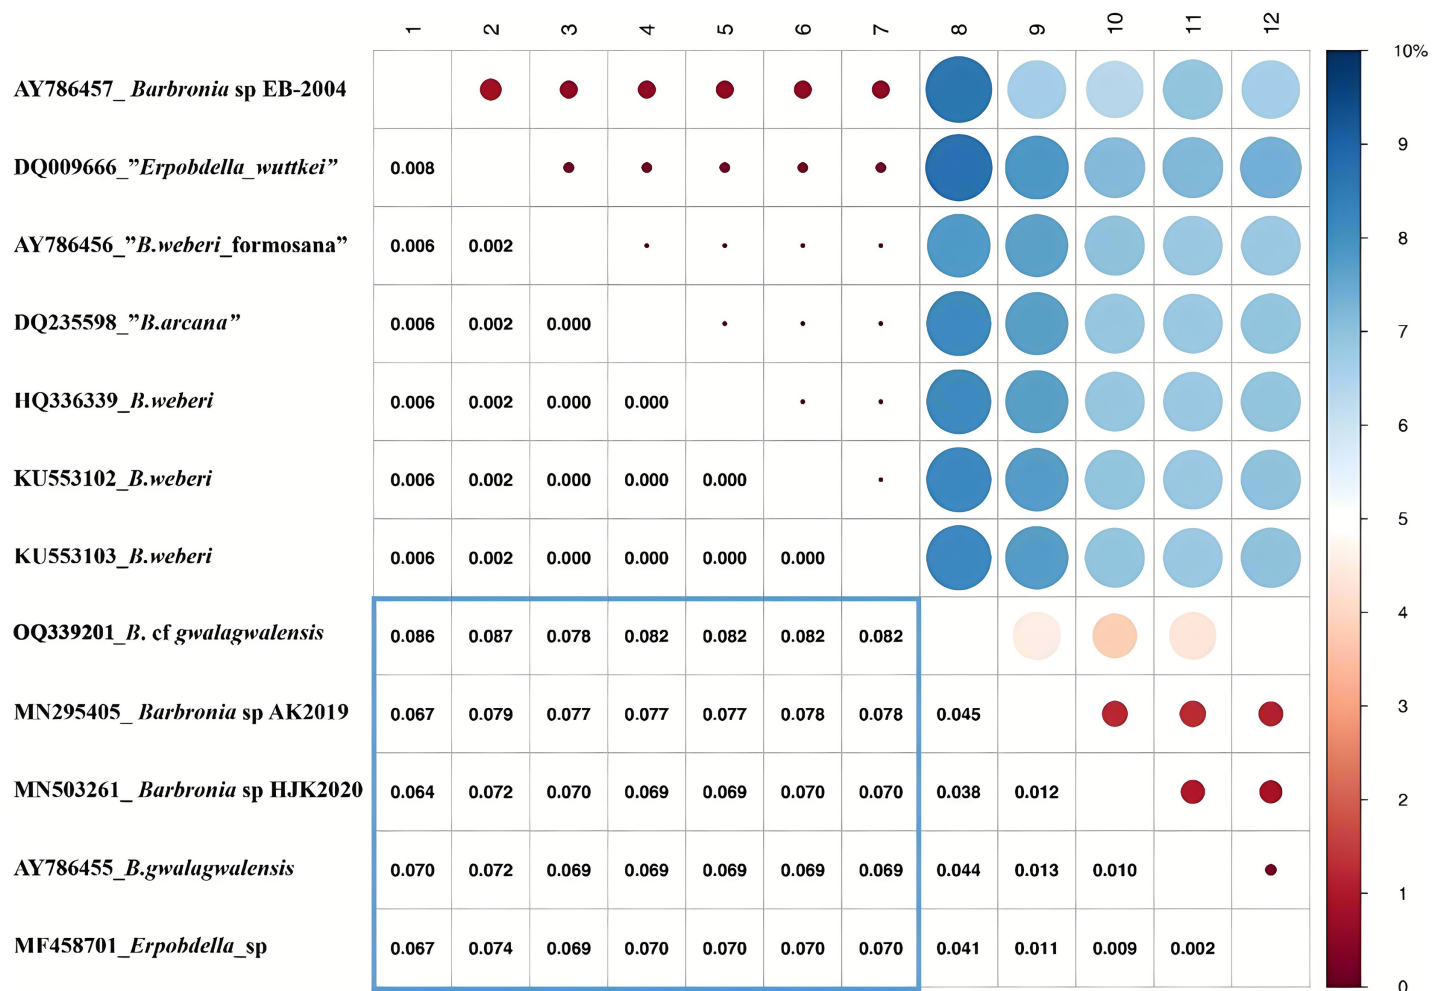 1 2 3 4 5 6 7 8 9 10 11 12
AY786457_ Barbronia sp EB-2004
DQ009666_”Erpobdella_wuttkei” 0.008
AY786456_”B.weberi_formosana” 0.006 0.002
DQ235598_”B.arcana” 0.006 0.002 0.000
HQ336339_B.weberi 0.006 0.002 0.000 0.000
KU553102_B.weberi 0.006 0.002 0.000 0.000 0.000
KU553103_B.weberi 0.006 0.002 0.000 0.000 0.000 0.000
OQ339201_B. cf gwalagwalensis 0.086 0.087 0.078 0.082 0.082 0.082 0.082
MN295405_ Barbronia sp AK2019 0.067 0.079 0.077 0.077 0.077 0.078 0.078 0.045
MN503261_ Barbronia sp HJK2020 0.064 0.072 0.070 0.069 0.069 0.070 0.070 0.038 0.012
AY786455_B.gwalagwalensis 0.070 0.072 0.069 0.069 0.069 0.069 0.069 0.044 0.013 0.010
MF458701_Erpobdella_sp 0.067 0.074 0.069 0.070 0.070 0.070 0.070 0.041 0.011 0.009 0.002
10%
9
8
7
6
5
4
3
2
1
0